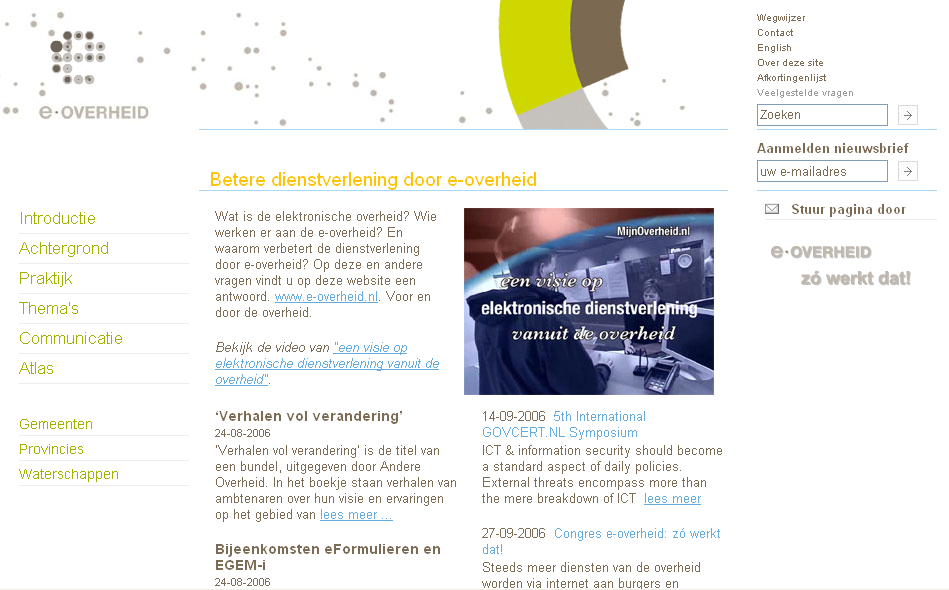 e·OVERHEID
Wegwijzer
Contact
English
Over deze site
Afkortingenlijst
Veelgestelde vragen
Zoeken
Aanmelden nieuwsbrief
uw e-mailadres
Stuur pagina door
e·OVERHEID
zó werkt dat!
Introductie
Achtergrond
Praktijk
Thema's
Communicatie
Atlas
Gemeenten
Provincies
Waterschappen
Betere dienstverlening door e-overheid
Wat is de elektronische overheid? Wie
werken er aan de e-overheid? En
waarom verbetert de dienstverlening
door e-overheid? Op deze en andere
vragen vindt u op deze website een
antwoord. www.e-overheid.nl. Voor en
door de overheid.
Bekijk de video van "een visie op
elektronische dienstverlening vanuit de
overheid".
MijnOverheid.nl
een visie op
elektronische dienstverlening
vanuit de overheid
‘Verhalen vol verandering’
24-08-2006
'Verhalen vol verandering' is de titel van
een bundel, uitgegeven door Andere
Overheid. In het boekje staan verhalen van
ambtenaren over hun visie en ervaringen
op het gebied van lees meer ...
Bijeenkomsten eFormulieren en
EGEM-i
24-08-2006
14-09-2006 5th International
GOVCERT.NL Symposium
ICT & information security should become
a standard aspect of daily policies.
External threats encompass more than
the mere breakdown of ICT lees meer
27-09-2006 Congres e-overheid: zó werkt
dat!
Steeds meer diensten van de overheid
worden via internet aan burgers en